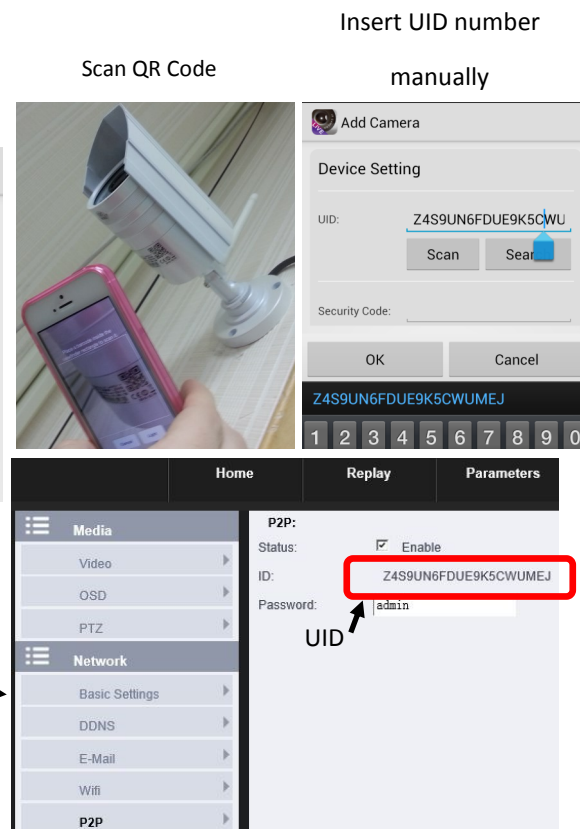 Insert UID number
Scan QR Code
manually
Add Camera
Device Setting
UID: Z4S9UN6FDUE9K5CWU
Scan
Security Code:
OK Cancel
Z4S9UN6FDUE9K5CWUMEJ
1 2 3 4 5 6 7 8 9 0
Home Replay Parameters
Media
Video
OSD
PTZ
Network
Basic Settings
DDNS
E-Mail
Wifi
P2P
P2P:
Status: Enable
ID: Z4S9UN6FDUE9K5CWUMEJ
Password: admin
UID